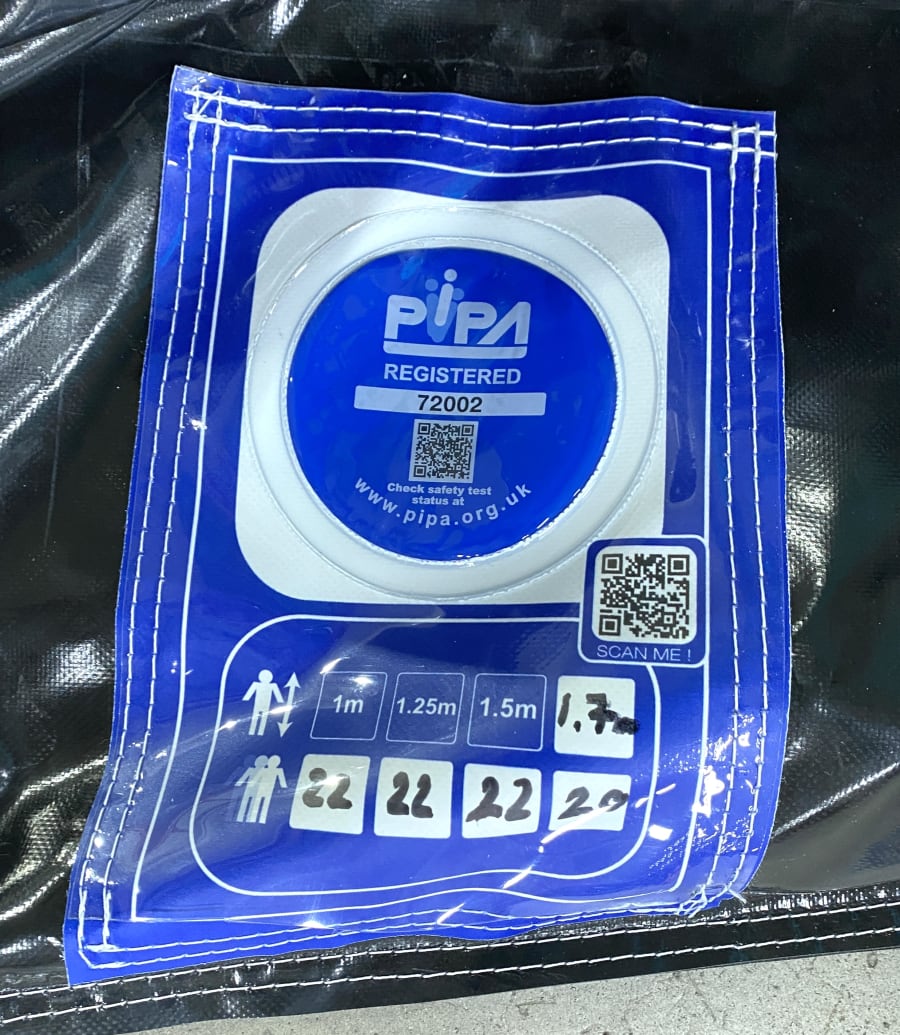 PiPA
REGISTERED
72002
Check safety test
status at
www.pipa.org.uk
SCAN ME !
1m 1.25m 1.5m 1.7m
22 22 22 20